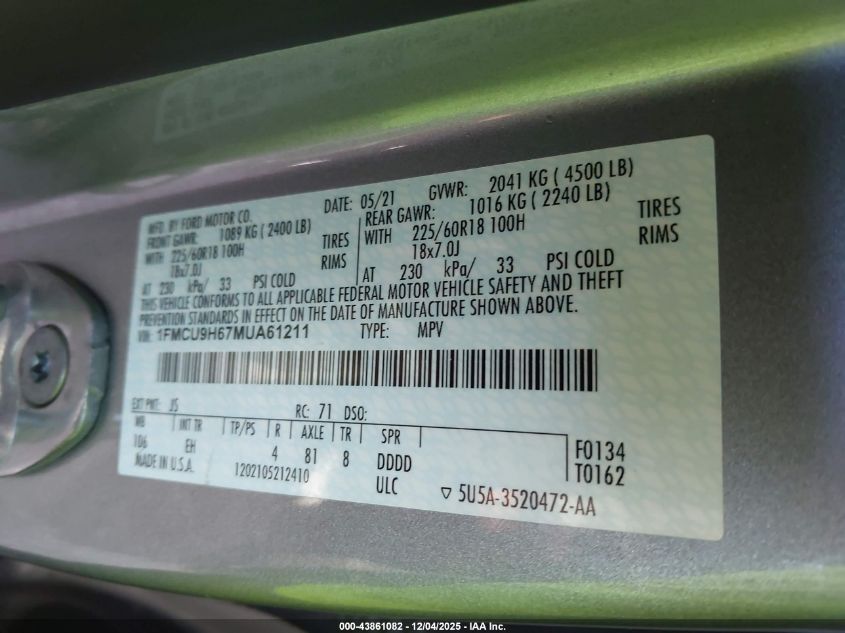 MFD. BY FORD MOTOR CO. DATE: 05/21 GVWR: 2041 KG ( 4500 LB)
FRONT GAWR: 1089 KG ( 2400 LB) REAR GAWR: 1016 KG ( 2240 LB)
WITH 225/60R18 100H TIRES WITH 225/60R18 100H TIRES
18x7.0J RIMS 18x7.0J RIMS
AT 230 kPa/ 33 PSI COLD AT 230 kPa/ 33 PSI COLD
THIS VEHICLE CONFORMS TO ALL APPLICABLE FEDERAL MOTOR VEHICLE SAFETY AND THEFT
PREVENTION STANDARDS IN EFFECT ON THE DATE OF MANUFACTURE SHOWN ABOVE.
VIN: 1FMCU9H67MUA61211 TYPE: MPV
EXT PNT: JS RC: 71 DSO:
WB INT TR TP/PS R AXLE TR SPR
106 EH 4 81 8 DDDD
F0134
T0162
MADE IN U.S.A. 1202105212410 ULC
▽ 5U5A-3520472-AA
000-43861082 - 12/04/2025 - IAA Inc.